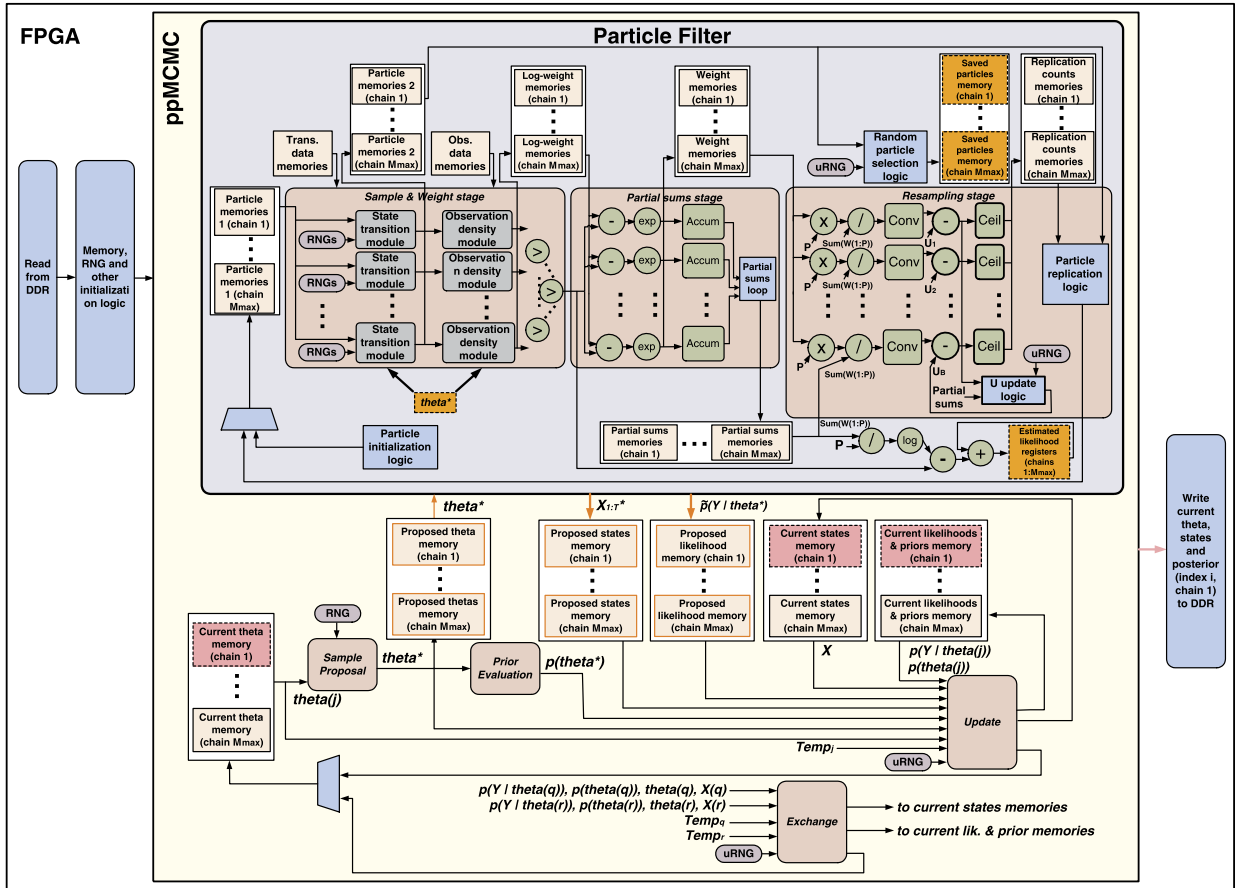 FPGA
ppMCMC
Particle Filter
Read
from
DDR
Memory,
RNG and
other
initializati
on logic
Particle
memories 2
(chain 1)
Particle
memories 2
(chain Mmax)
Log-weight
memories
(chain 1)
Log-weight
memories
(chain Mmax)
Weight
memories
(chain 1)
Weight
memories
(chain Mmax)
Saved
particles
memory
(chain 1)
Saved
particles
memory
(chain Mmax)
Replication
counts
memories
(chain 1)
Replication
counts
memories
(chain Mmax)
Trans.
data
memories
Obs.
data
memories
uRNG
Random
particle
selection
logic
Particle
memories
1 (chain 1)
Particle
memories
1 (chain
Mmax)
Sample & Weight stage
RNGs
State
transition
module
Observation
density
module
>
RNGs
State
transition
module
Observatio
n density
module
>
RNGs
State
transition
module
Observation
density
module
>
theta*
Partial sums stage
-
exp
Accum
-
exp
Accum
-
exp
Accum
Partial
sums
loop
Resampling stage
X
/
Conv
-
Ceil
P
Sum(W(1:P))
U1
X
/
Conv
-
Ceil
P
Sum(W(1:P))
U2
X
/
Conv
-
Ceil
P
Sum(W(1:P))
UB
uRNG
Partial
sums
U update
logic
Particle
replication
logic
Particle
initialization
logic
Partial sums
memories
(chain 1)
Partial sums
memories
(chain Mmax)
Sum(W(1:P))
P
/
log
-
+
Estimated
likelihood
registers
(chains
1:Mmax)
theta*
X1:T*
p̃(Y | theta*)
Proposed theta
memory
(chain 1)
Proposed thetas
memory
(chain Mmax)
Proposed states
memory
(chain 1)
Proposed states
memory
(chain Mmax)
Proposed
likelihood
memory (chain 1)
Proposed
likelihood memory
(chain Mmax)
Current states
memory
(chain 1)
Current states
memory
(chain Mmax)
Current likelihoods
& priors memory
(chain 1)
Current likelihoods
& priors memory
(chain Mmax)
X
p(Y | theta(j))
p(theta(j))
Current theta
memory
(chain 1)
Current theta
memory
(chain Mmax)
RNG
Sample
Proposal
theta(j)
theta*
Prior
Evaluation
p(theta*)
Update
Tempj
uRNG
p(Y | theta(q)), p(theta(q)), theta(q), X(q)
p(Y | theta(r)), p(theta(r)), theta(r), X(r)
Tempq
Tempr
uRNG
Exchange
to current states memories
to current lik. & prior memories
Write
current
theta,
states
and
posterior
(index i,
chain 1)
to DDR